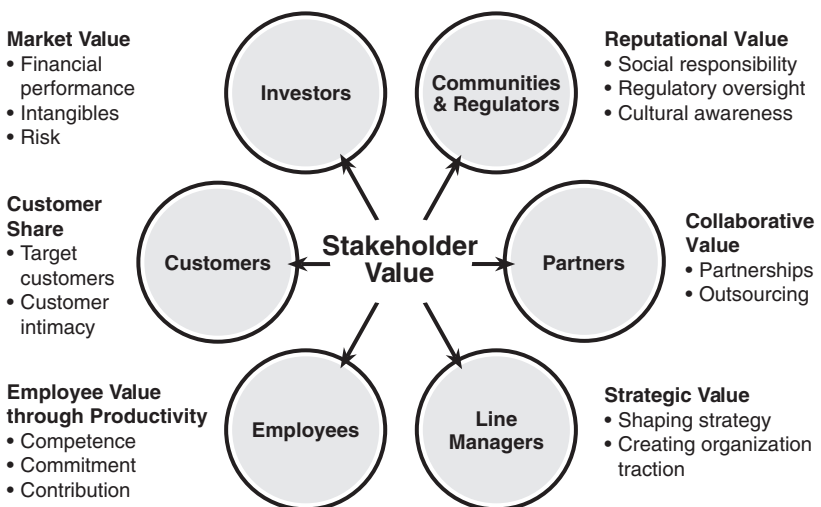 Market Value
• Financial
performance
• Intangibles
• Risk
Investors
Communities
& Regulators
Reputational Value
• Social responsibility
• Regulatory oversight
• Cultural awareness
Customer
Share
• Target
customers
• Customer
intimacy
Customers
Stakeholder
Value
Partners
Collaborative
Value
• Partnerships
• Outsourcing
Employee Value
through Productivity
• Competence
• Commitment
• Contribution
Employees
Line
Managers
Strategic Value
• Shaping strategy
• Creating organization
traction